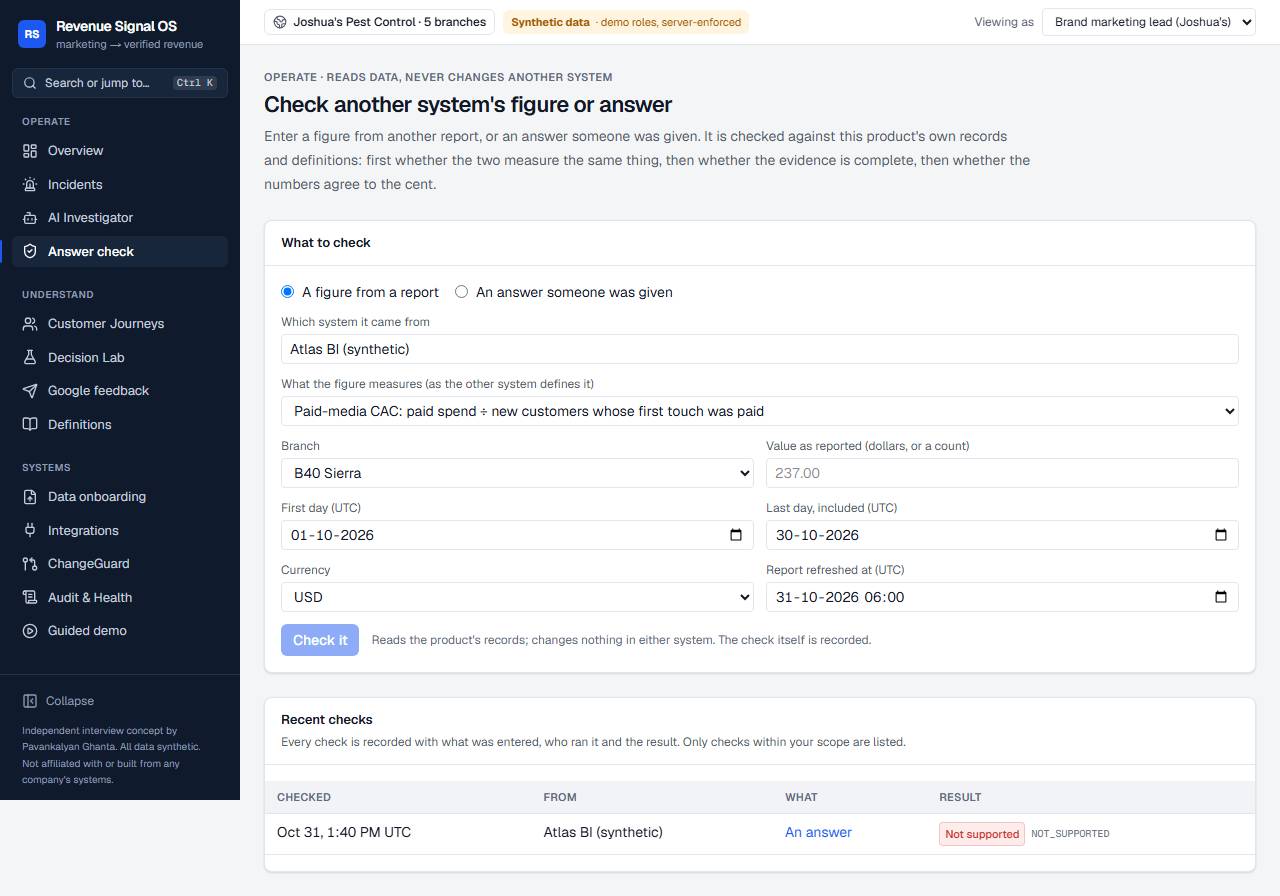 RS
Revenue Signal OS
marketing → verified revenue
Search or jump to... Ctrl K
OPERATE
Overview
Incidents
AI Investigator
Answer check
UNDERSTAND
Customer Journeys
Decision Lab
Google feedback
Definitions
SYSTEMS
Data onboarding
Integrations
ChangeGuard
Audit & Health
Guided demo
Collapse
Independent interview concept by
Pavankalyan Ghanta. All data synthetic.
Not affiliated with or built from any
company's systems.
Joshua's Pest Control · 5 branches
Synthetic data · demo roles, server-enforced
Viewing as Brand marketing lead (Joshua's)
OPERATE · READS DATA, NEVER CHANGES ANOTHER SYSTEM
Check another system's figure or answer
Enter a figure from another report, or an answer someone was given. It is checked against this product's own records
and definitions: first whether the two measure the same thing, then whether the evidence is complete, then whether the
numbers agree to the cent.
What to check
A figure from a report An answer someone was given
Which system it came from
Atlas BI (synthetic)
What the figure measures (as the other system defines it)
Paid-media CAC: paid spend ÷ new customers whose first touch was paid
Branch Value as reported (dollars, or a count)
B40 Sierra 237.00
First day (UTC) Last day, included (UTC)
01-10-2026 30-10-2026
Currency Report refreshed at (UTC)
USD 31-10-2026 06:00
Check it Reads the product's records; changes nothing in either system. The check itself is recorded.
Recent checks
Every check is recorded with what was entered, who ran it and the result. Only checks within your scope are listed.
CHECKED FROM WHAT RESULT
Oct 31, 1:40 PM UTC Atlas BI (synthetic) An answer Not supported NOT_SUPPORTED